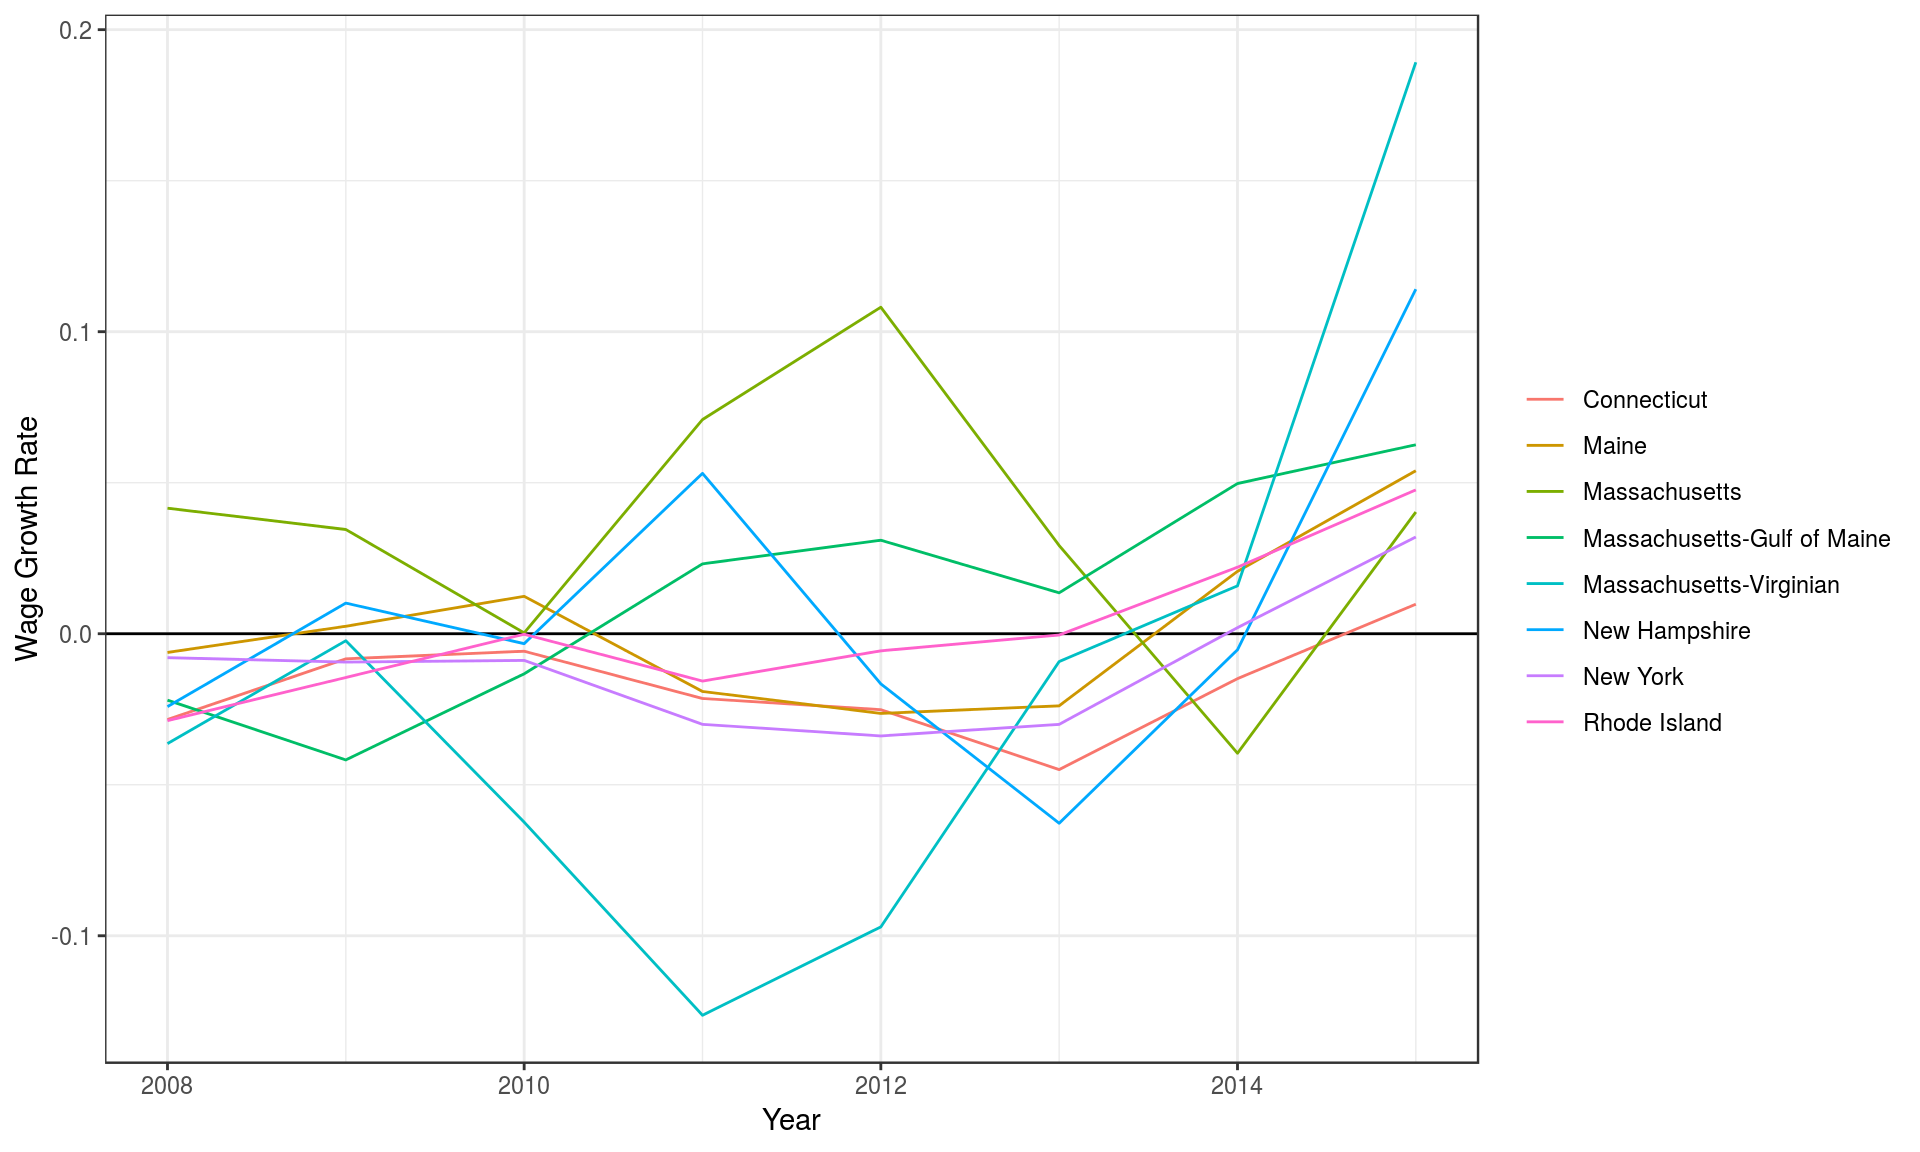 0.2
0.1
0.0
-0.1
Wage Growth Rate
2008
2010
2012
2014
Year
Connecticut
Maine
Massachusetts
Massachusetts-Gulf of Maine
Massachusetts-Virginian
New Hampshire
New York
Rhode Island